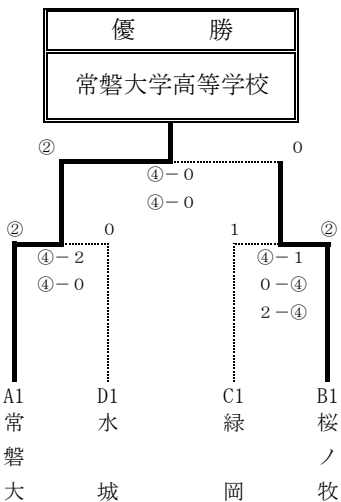 優　　勝
常磐大学高等学校
② 0
④－0
④－0
② 0 1 ②
④－2 ④－1
④－0 0－④
2－④
A1 D1 C1 B1
常磐大 水城 緑岡 桜ノ牧